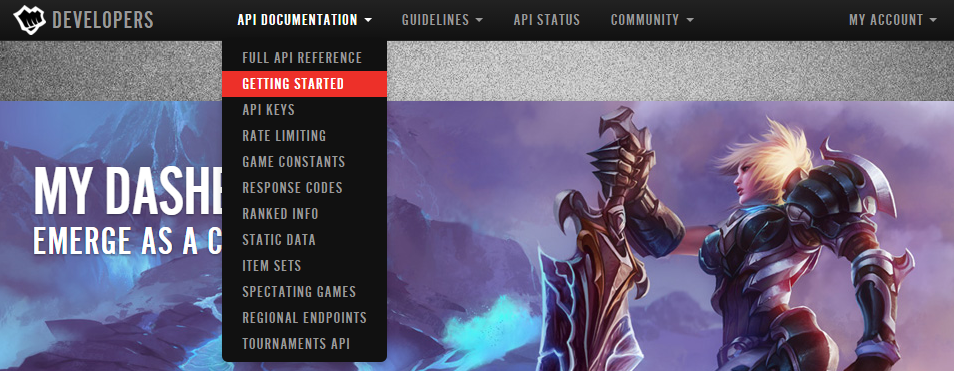 DEVELOPERS
API DOCUMENTATION
GUIDELINES
API STATUS
COMMUNITY
MY ACCOUNT
FULL API REFERENCE
GETTING STARTED
API KEYS
RATE LIMITING
GAME CONSTANTS
RESPONSE CODES
RANKED INFO
STATIC DATA
ITEM SETS
SPECTATING GAMES
REGIONAL ENDPOINTS
TOURNAMENTS API
MY DASHB
EMERGE AS A C